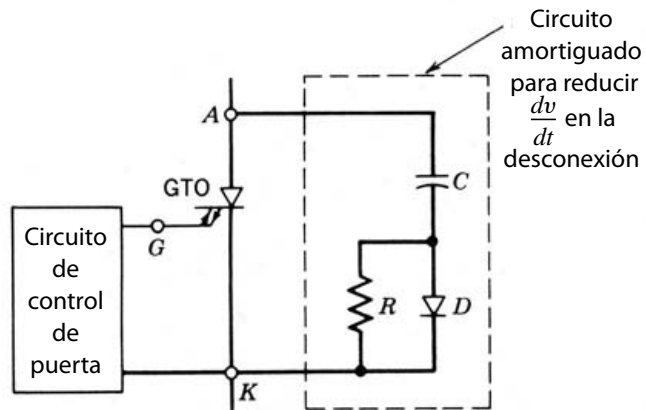 Circuito
amortiguado
para reducir
dv/dt en la
desconexión
A
C
GTO
G
Circuito
de
control
de
puerta
R
D
K